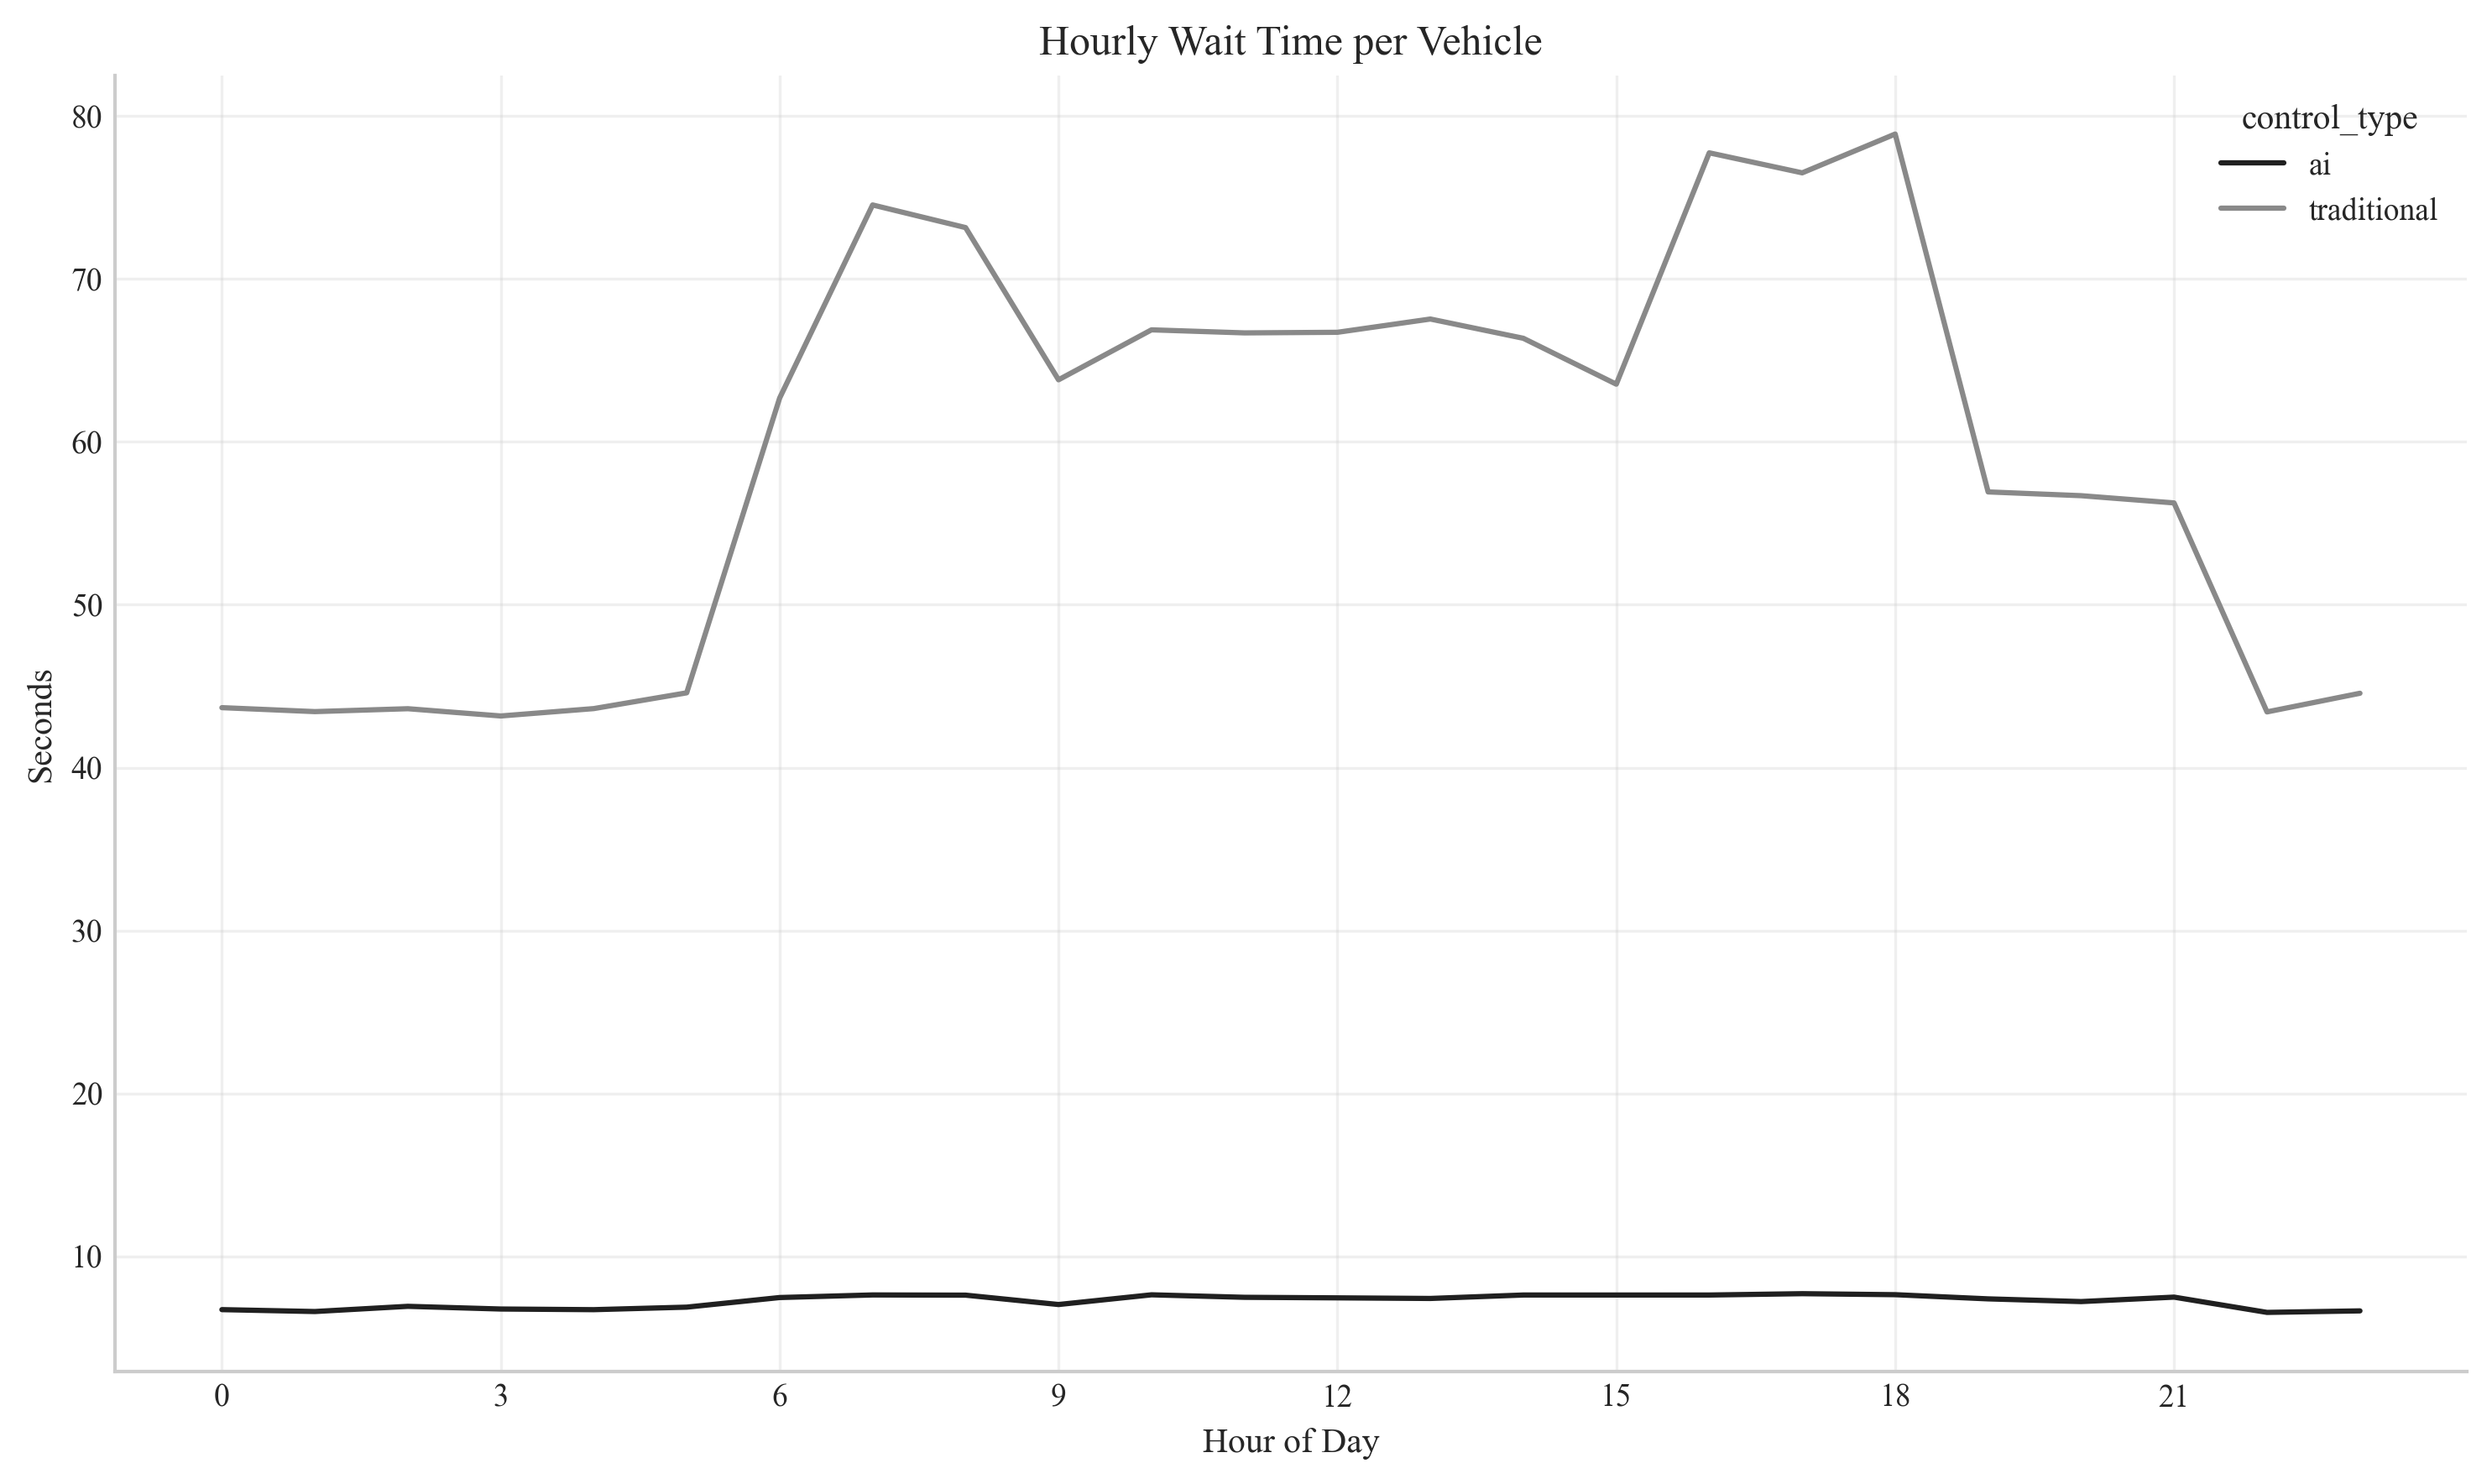 Hourly Wait Time per Vehicle
control_type
ai
traditional
80
70
60
50
40
30
20
10
Seconds
0 3 6 9 12 15 18 21
Hour of Day